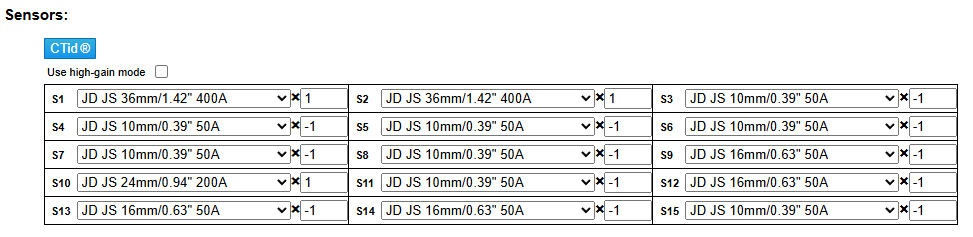 Sensors:
CTid®
Use high-gain mode
S1 JD JS 36mm/1.42" 400A × 1 S2 JD JS 36mm/1.42" 400A × 1 S3 JD JS 10mm/0.39" 50A × -1
S4 JD JS 10mm/0.39" 50A × -1 S5 JD JS 10mm/0.39" 50A × -1 S6 JD JS 10mm/0.39" 50A × -1
S7 JD JS 10mm/0.39" 50A × -1 S8 JD JS 10mm/0.39" 50A × -1 S9 JD JS 16mm/0.63" 50A × -1
S10 JD JS 24mm/0.94" 200A × 1 S11 JD JS 10mm/0.39" 50A × -1 S12 JD JS 16mm/0.63" 50A × -1
S13 JD JS 16mm/0.63" 50A × -1 S14 JD JS 16mm/0.63" 50A × -1 S15 JD JS 10mm/0.39" 50A × -1